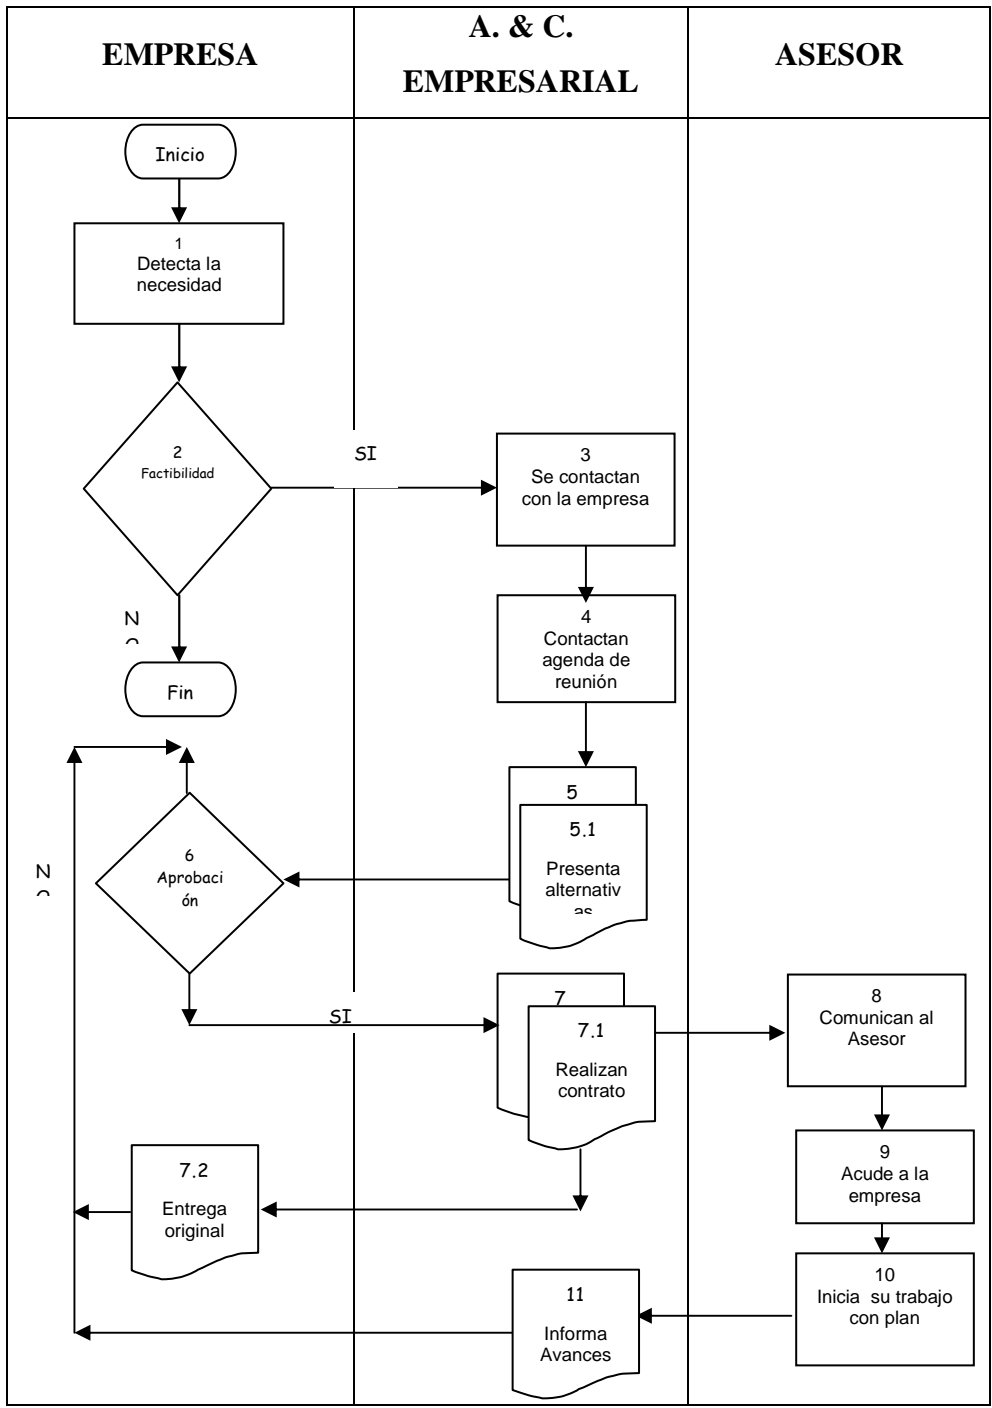 EMPRESA
A. & C.
EMPRESARIAL
ASESOR
Inicio
1
Detecta la
necesidad
2
Factibilidad
SI
3
Se contactan
con la empresa
4
Contactan
agenda de
reunión
Fin
5
5.1
Presenta
alternativ
as
6
Aprobaci
ón
SI
7
7.1
Realizan
contrato
8
Comunican al
Asesor
9
Acude a la
empresa
7.2
Entrega
original
10
Inicia su trabajo
con plan
11
Informa
Avances